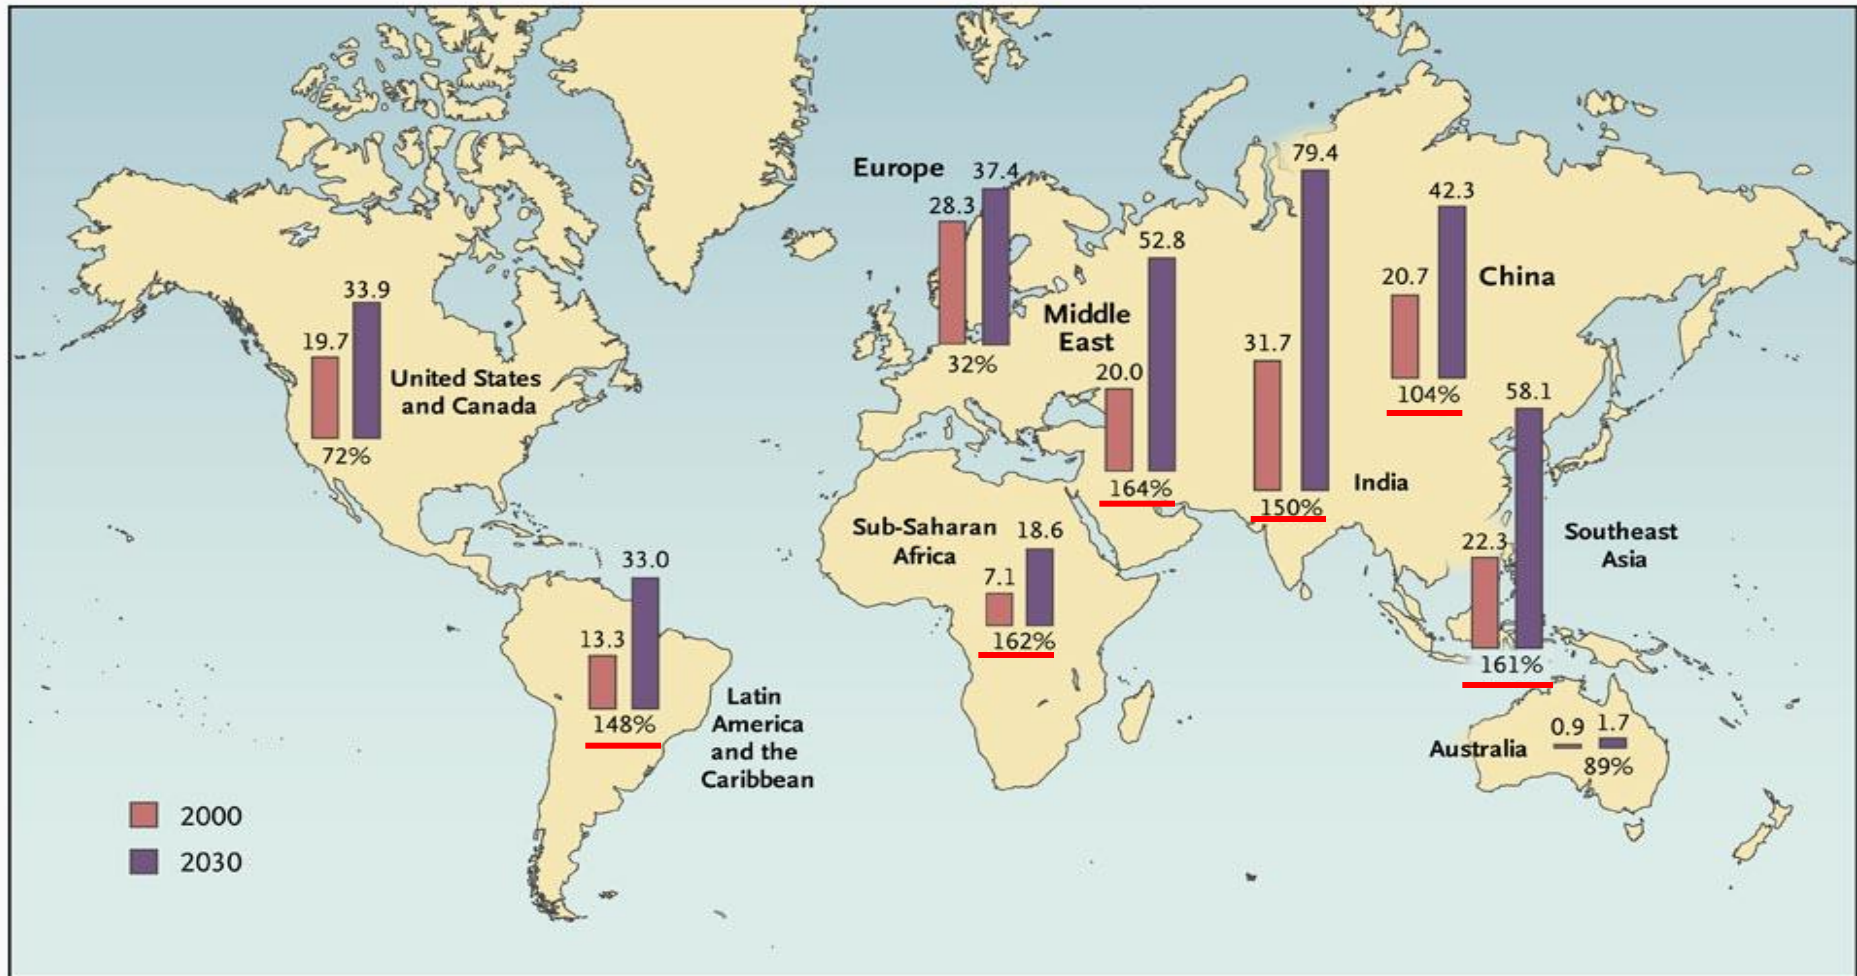 Europe
28.3
37.4
32%
Middle
East
20.0
52.8
164%
31.7
79.4
150%
India
20.7
42.3
104%
China
19.7
33.9
72%
United States
and Canada
Sub-Saharan
Africa
7.1
18.6
162%
22.3
58.1
161%
Southeast
Asia
13.3
33.0
148%
Latin
America
and the
Caribbean
Australia
0.9
1.7
89%
2000
2030